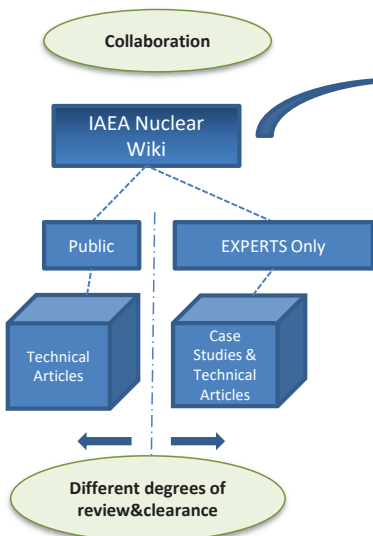 Collaboration
IAEA Nuclear
Wiki
Public
EXPERTS Only
Technical
Articles
Case
Studies &
Technical
Articles
Different degrees of
review&clearance